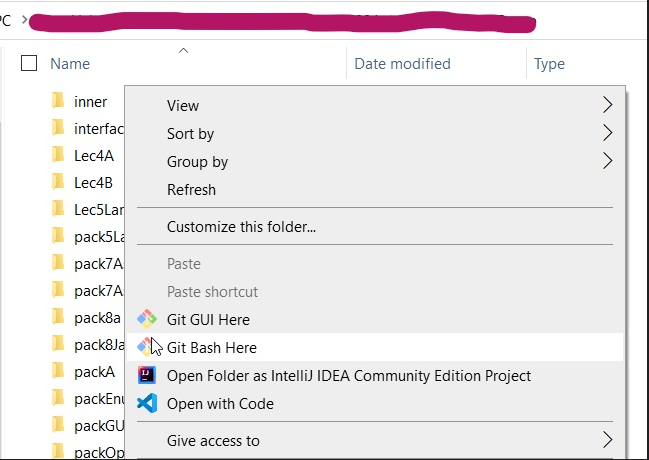 PC >
Name
Date modified
Type
inner
interfac
Lec4A
Lec4B
Lec5Lar
pack5La
pack7A
pack7A
pack8a
pack8Ja
packA
packEnu
packGU
packOp
View
Sort by
Group by
Refresh
Customize this folder...
Paste
Paste shortcut
Git GUI Here
Git Bash Here
Open Folder as IntelliJ IDEA Community Edition Project
Open with Code
Give access to